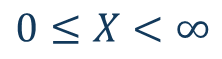 0 ≤ X < ∞